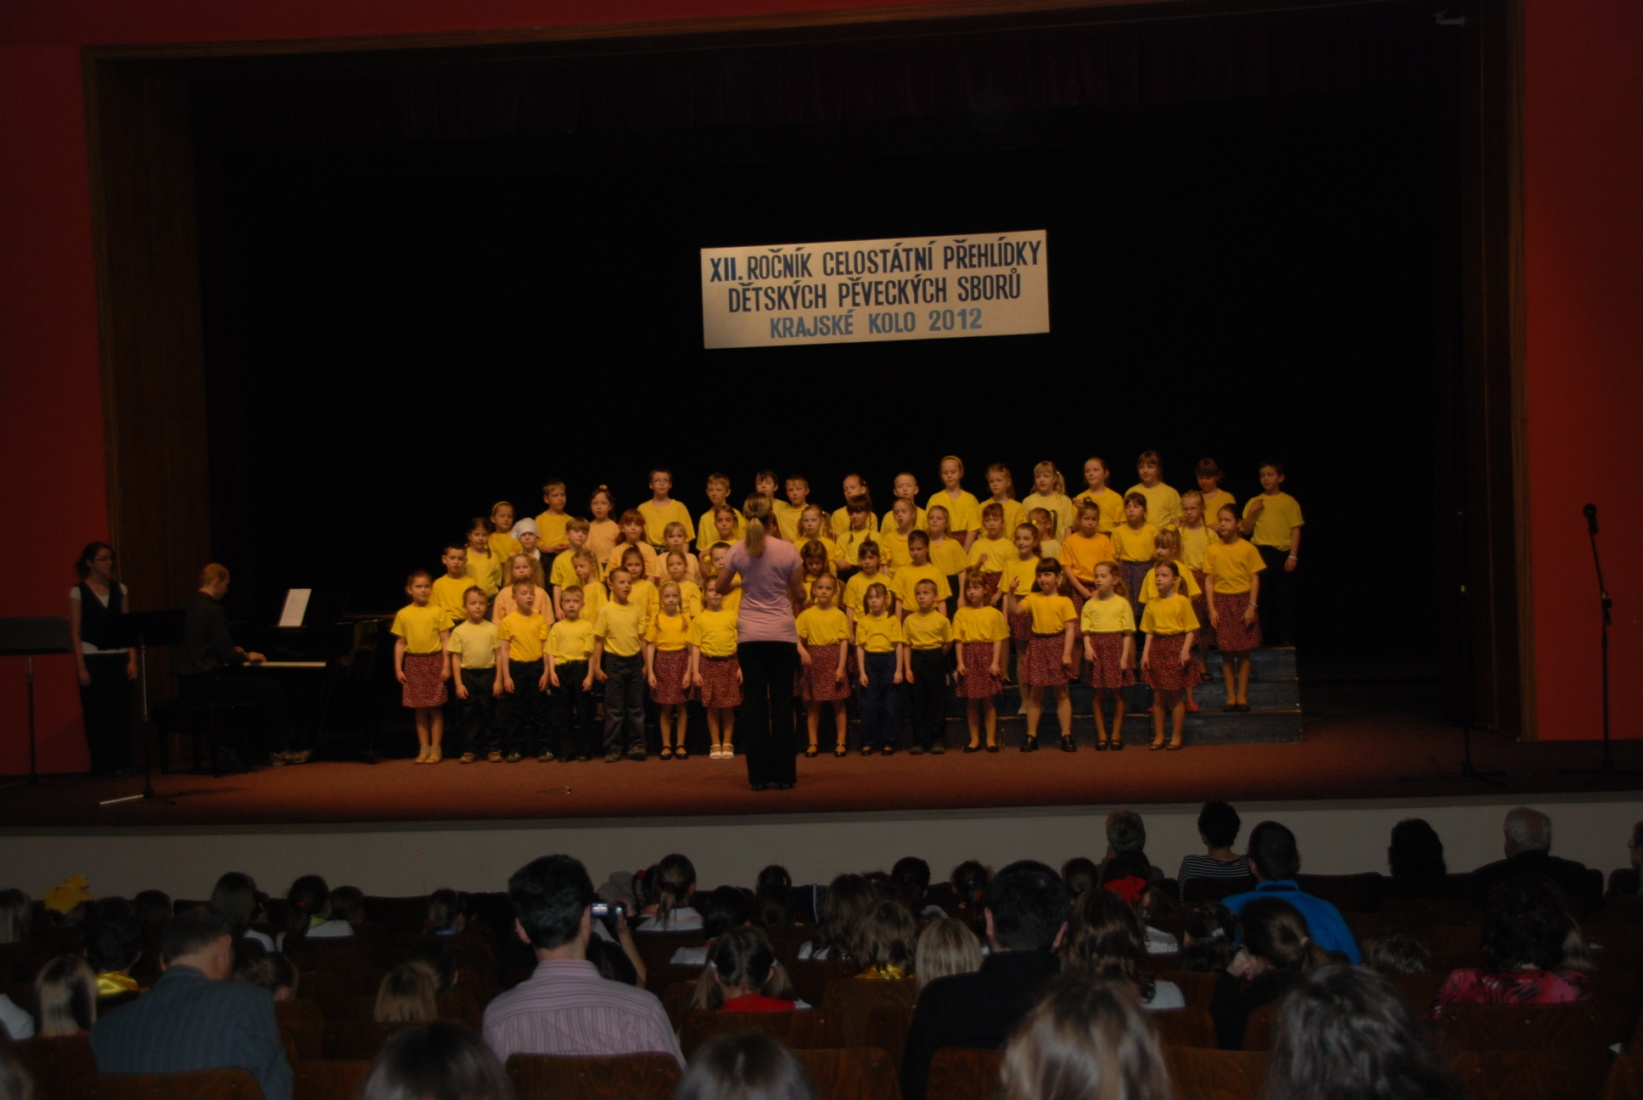 XII. ROČNÍK CELOSTÁTNÍ PŘEHLÍDKY
DĚTSKÝCH PĚVECKÝCH SBORŮ
KRAJSKÉ KOLO 2012